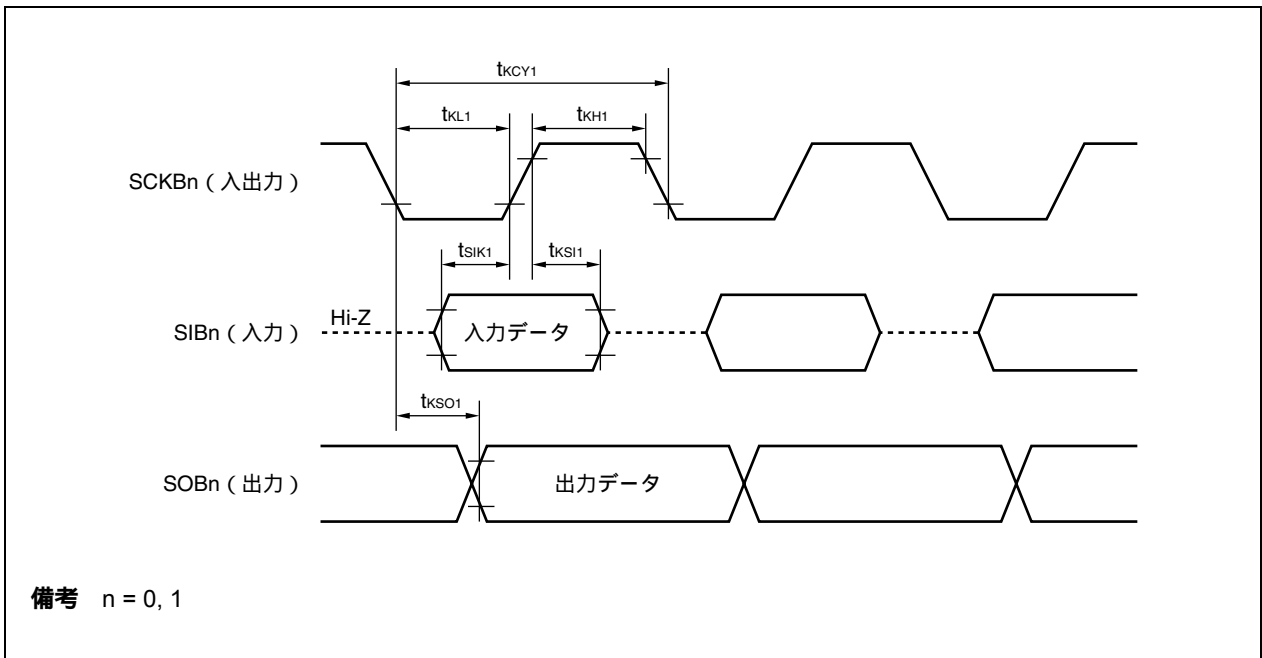 tKCY1
tKL1
tKH1
SCKBn（入出力）
tSIK1
tKSI1
Hi-Z
SIBn（入力）
入力データ
tKSO1
SOBn（出力）
出力データ
備考 n = 0, 1